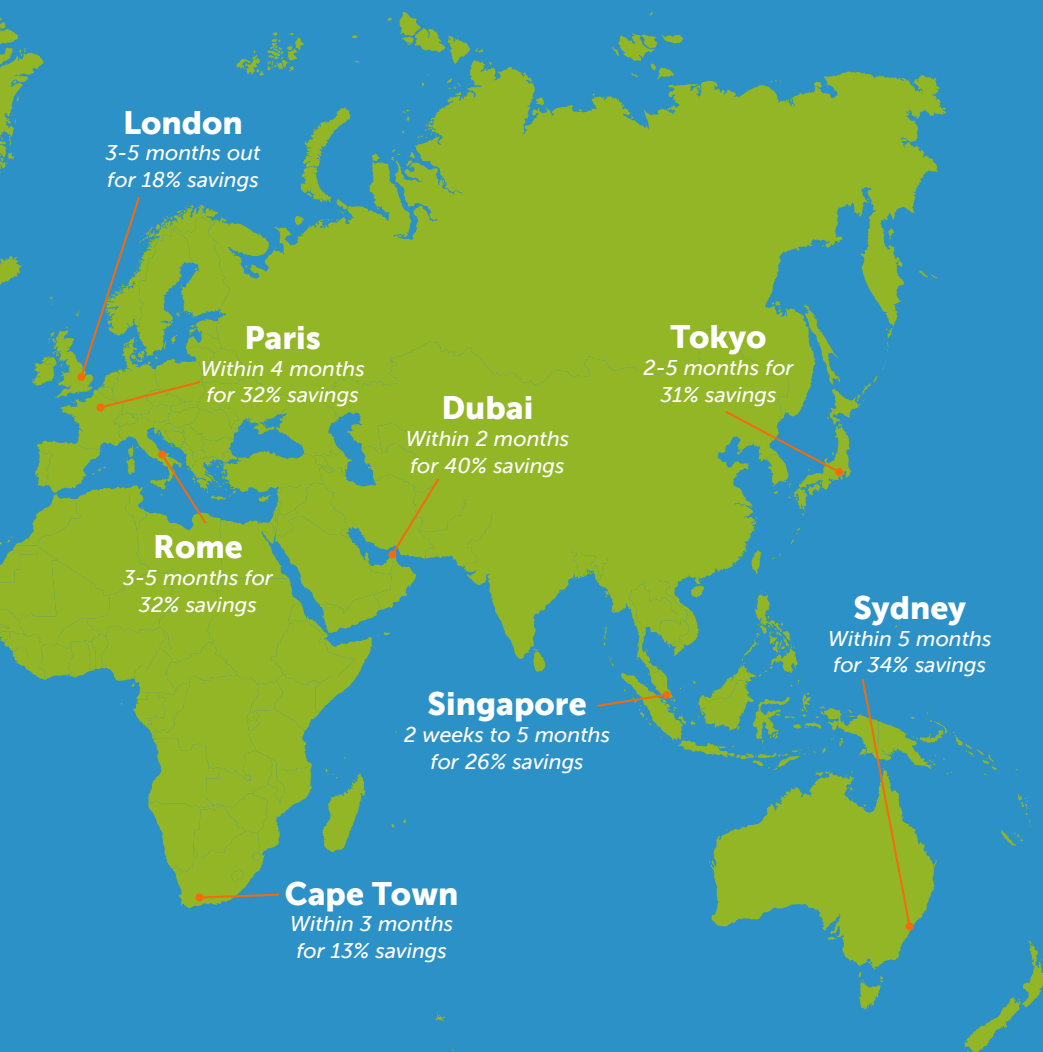 London
3-5 months out
for 18% savings
Paris
Within 4 months
for 32% savings
Tokyo
2-5 months for
31% savings
Dubai
Within 2 months
for 40% savings
Rome
3-5 months for
32% savings
Sydney
Within 5 months
for 34% savings
Singapore
2 weeks to 5 months
for 26% savings
Cape Town
Within 3 months
for 13% savings